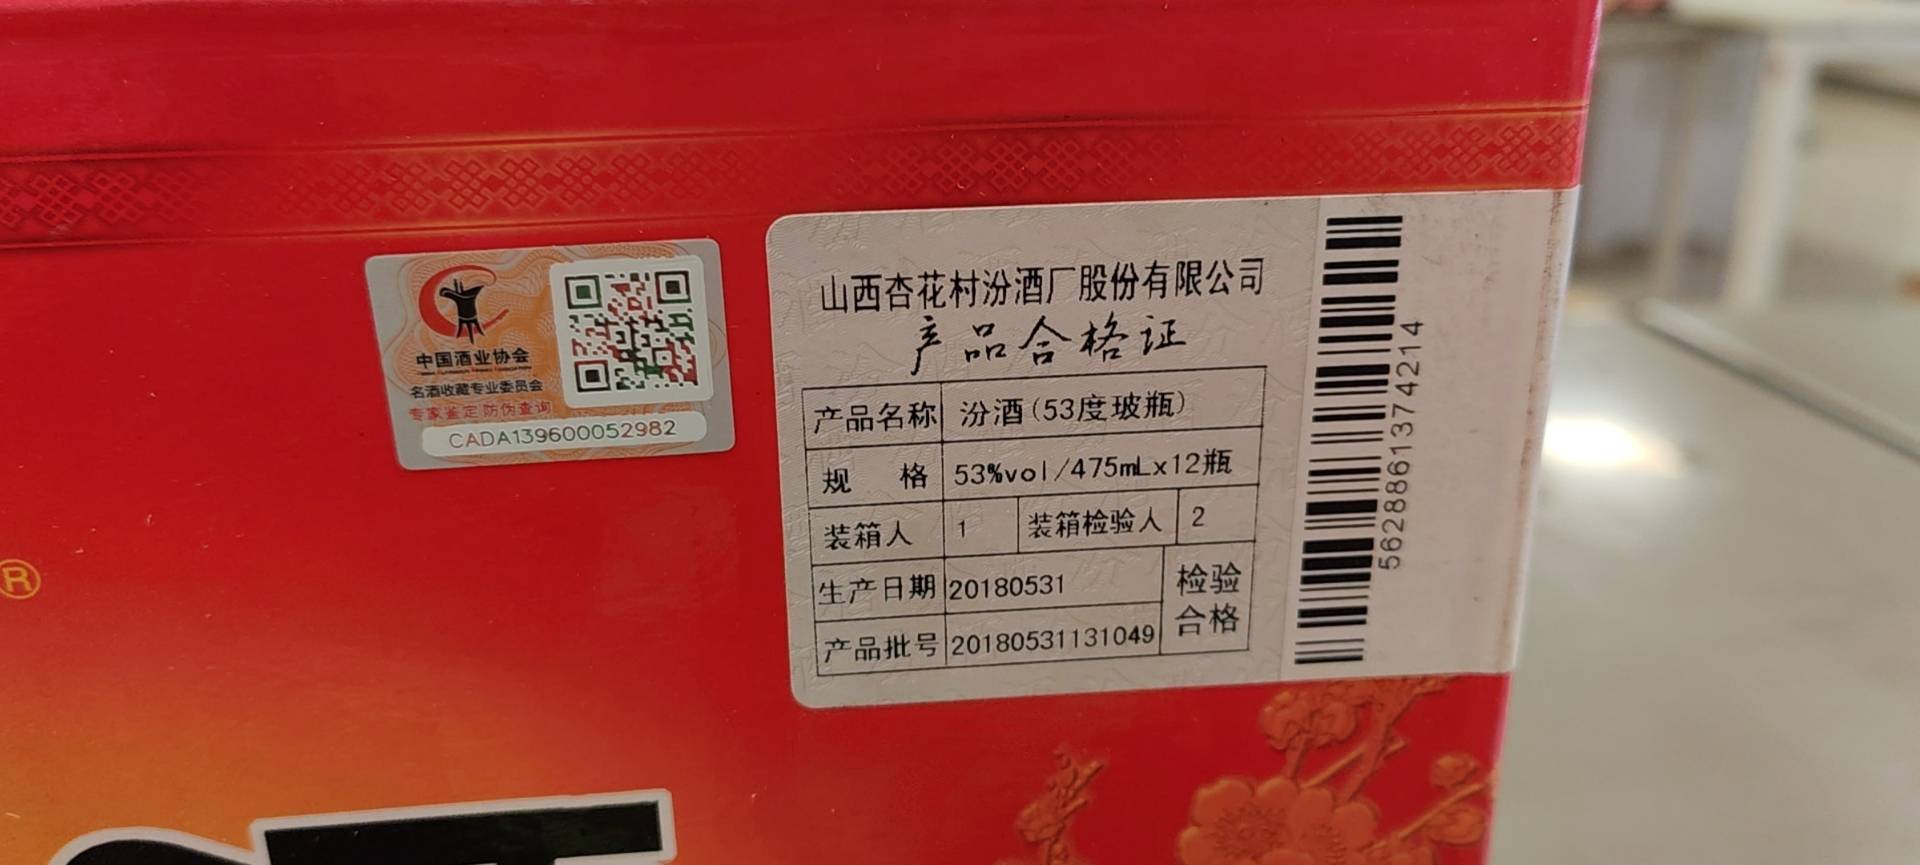 中国酒业协会
名酒收藏专业委员会
专家鉴定 防伪查询
CADA139600052982
山西杏花村汾酒厂股份有限公司
产品合格证
产品名称 汾酒(53度玻瓶)
规 格 53%vol/475mLx12瓶
装箱人 1 装箱检验人 2
生产日期 20180531
检验
合格
产品批号 20180531131049
5628861374214
®